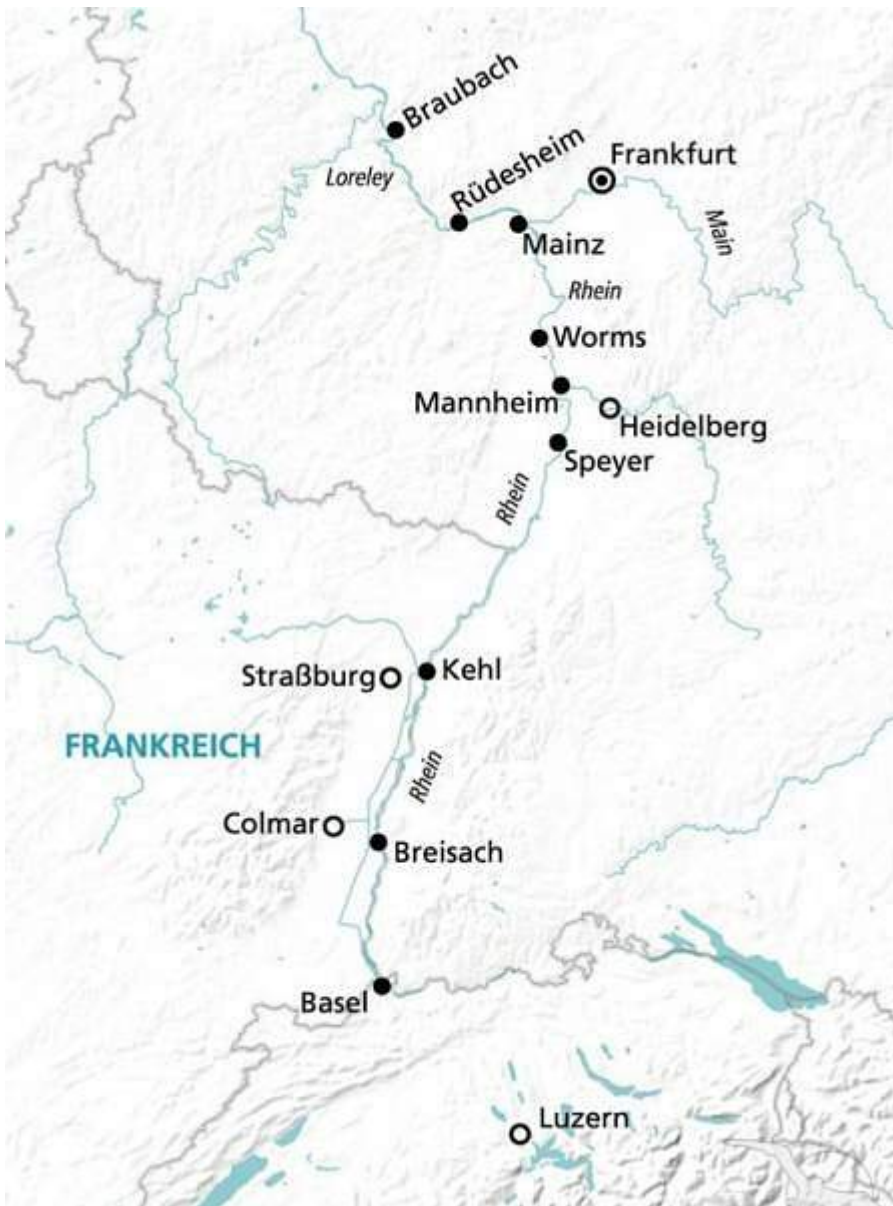 Braubach
Loreley
Rüdesheim
Frankfurt
Mainz
Main
Rhein
Worms
Mannheim
Heidelberg
Speyer
Rhein
Straßburg
Kehl
FRANKREICH
Rhein
Colmar
Breisach
Basel
Luzern